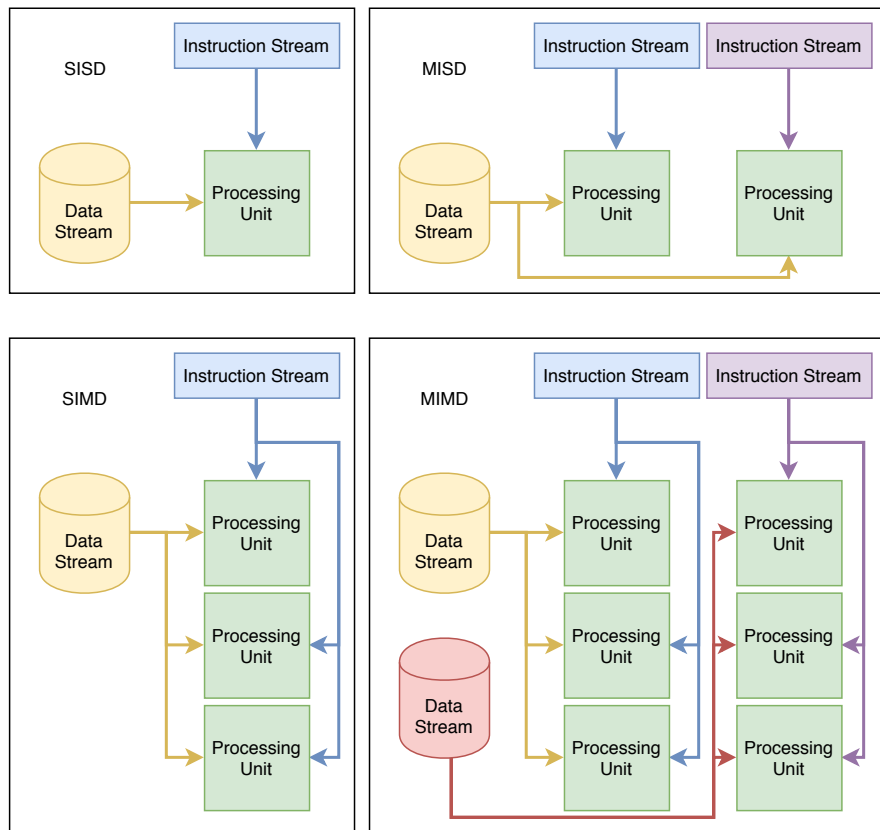 SISD
Instruction Stream
Data
Stream
Processing
Unit
MISD
Instruction Stream
Instruction Stream
Data
Stream
Processing
Unit
Processing
Unit
SIMD
Instruction Stream
Data
Stream
Processing
Unit
Processing
Unit
Processing
Unit
MIMD
Instruction Stream
Instruction Stream
Data
Stream
Processing
Unit
Processing
Unit
Data
Stream
Processing
Unit
Processing
Unit
Processing
Unit
Processing
Unit